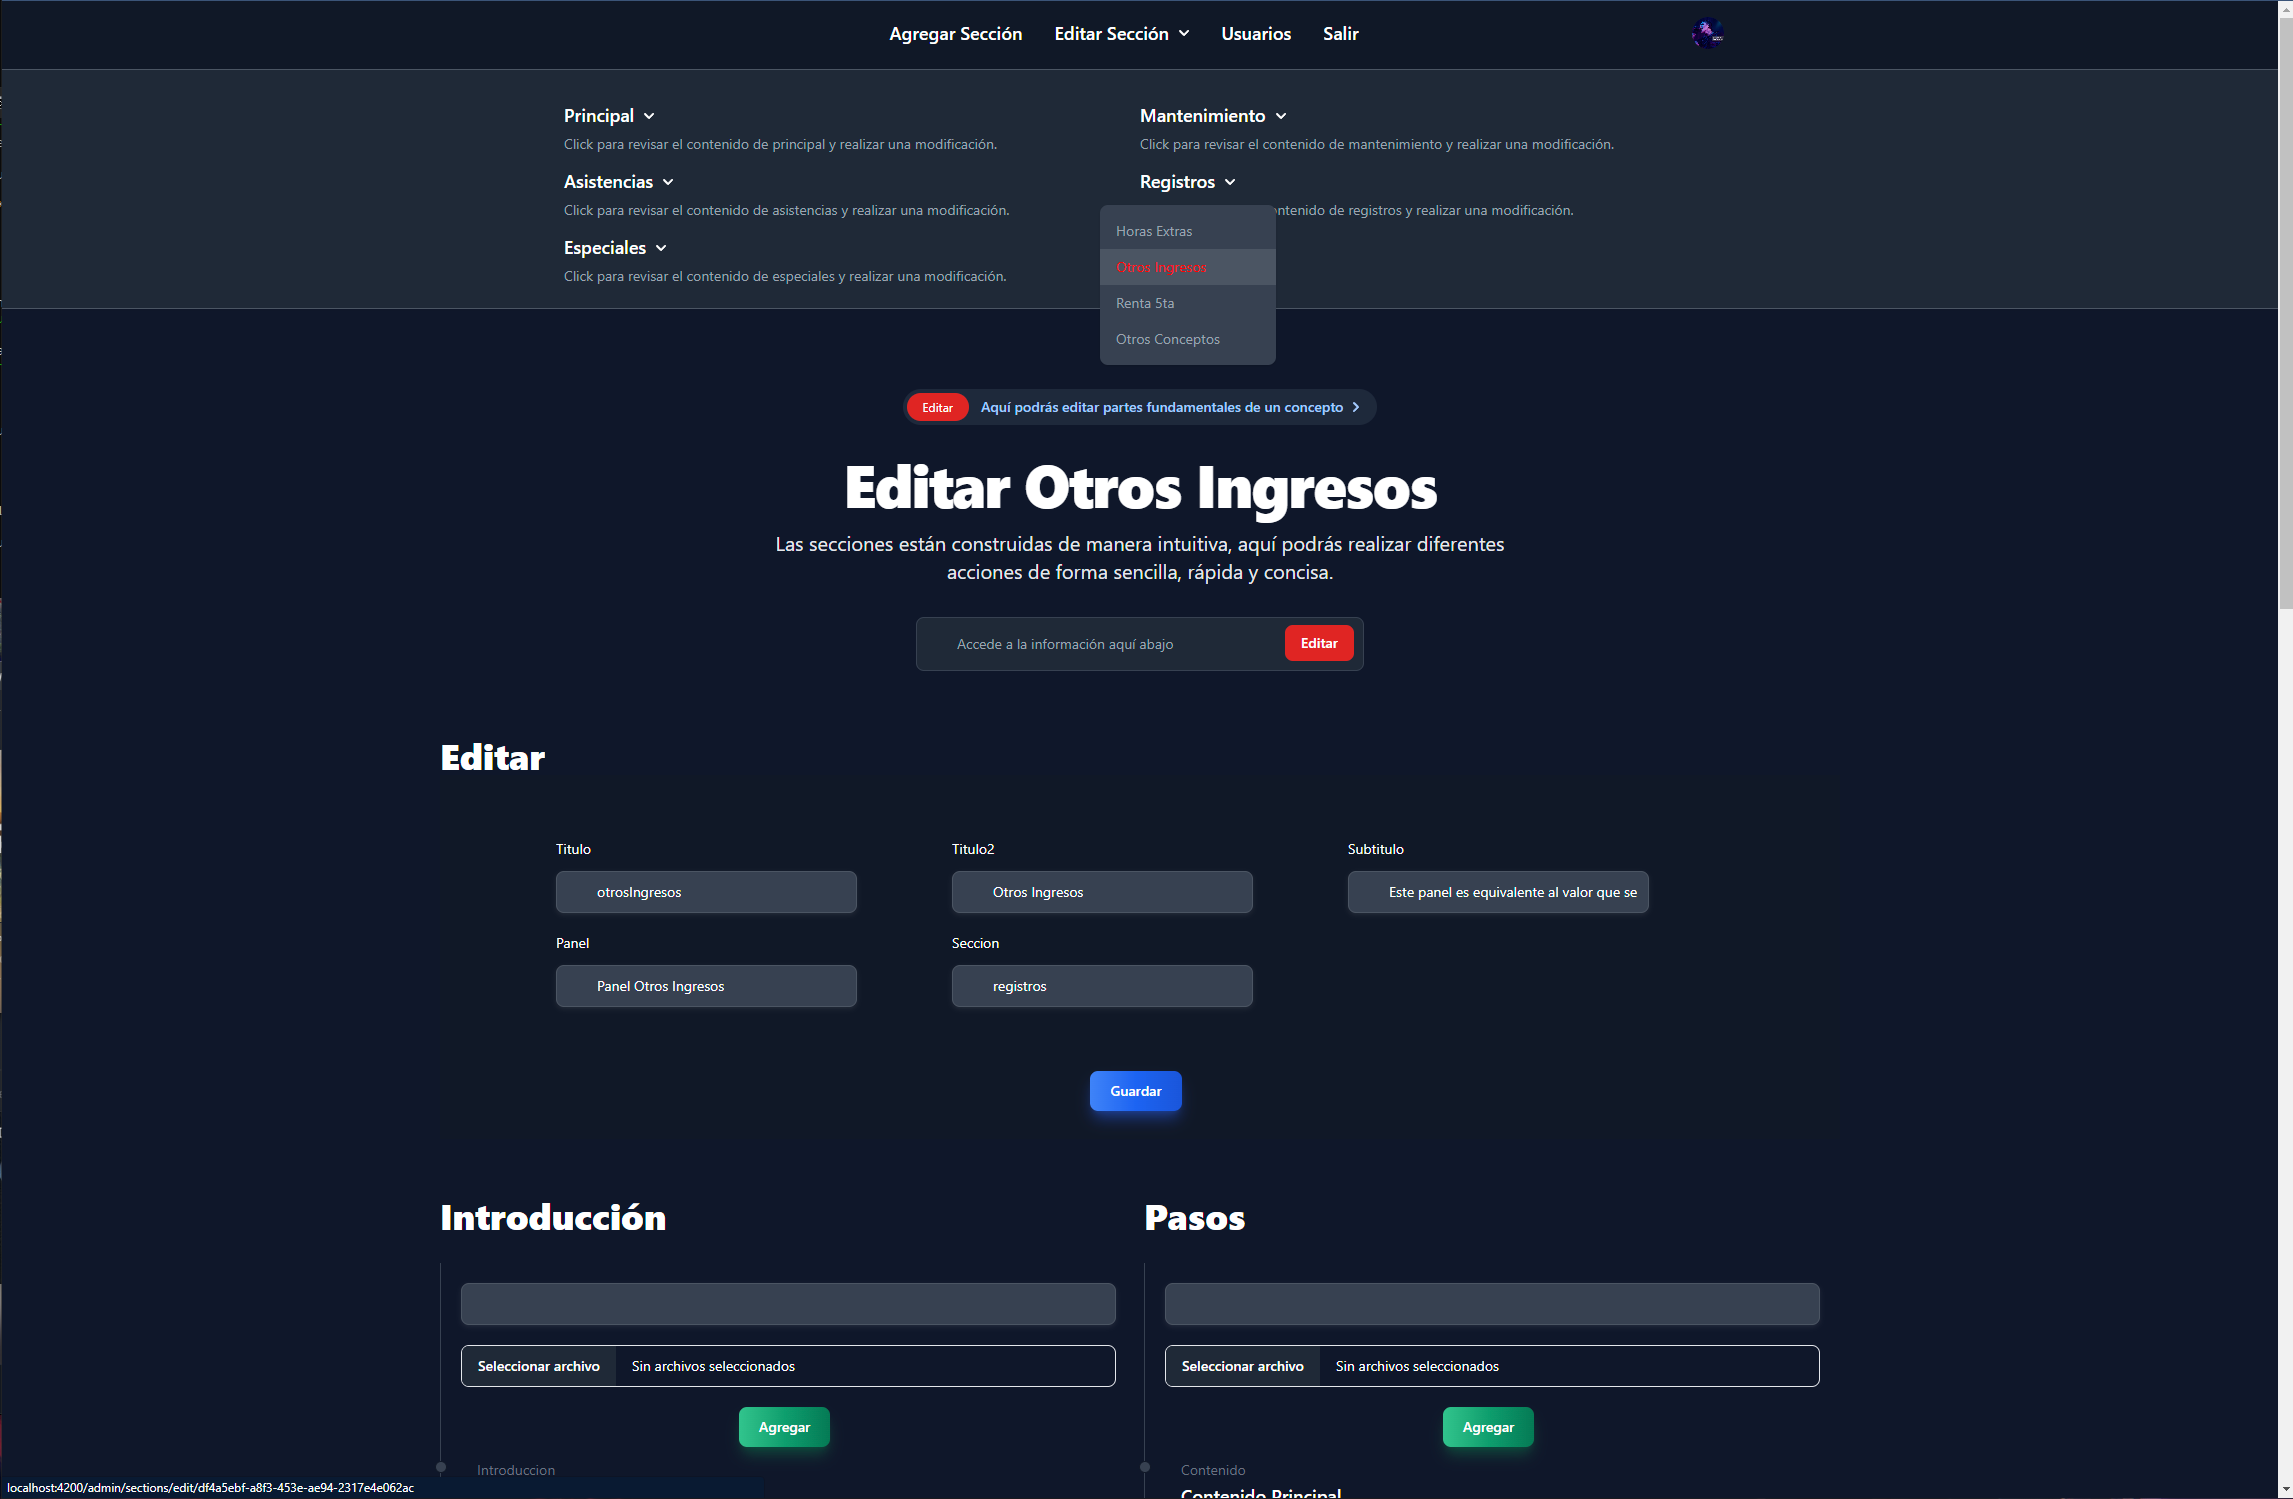 Agregar Sección Editar Sección Usuarios Salir
Principal
Click para revisar el contenido de principal y realizar una modificación.
Mantenimiento
Click para revisar el contenido de mantenimiento y realizar una modificación.
Asistencias
Click para revisar el contenido de asistencias y realizar una modificación.
Registros
ntenido de registros y realizar una modificación.
Especiales
Click para revisar el contenido de especiales y realizar una modificación.
Horas Extras
Otros Ingresos
Renta 5ta
Otros Conceptos
Editar Aquí podrás editar partes fundamentales de un concepto
Editar Otros Ingresos
Las secciones están construidas de manera intuitiva, aquí podrás realizar diferentes
acciones de forma sencilla, rápida y concisa.
Accede a la información aquí abajo Editar
Editar
Titulo Titulo2 Subtitulo
otrosIngresos Otros Ingresos Este panel es equivalente al valor que se
Panel Seccion
Panel Otros Ingresos registros
Guardar
Introducción
Seleccionar archivo Sin archivos seleccionados
Agregar
Introduccion
Pasos
Seleccionar archivo Sin archivos seleccionados
Agregar
Contenido
Contenido Principal
localhost:4200/admin/sections/edit/df4a5ebf-a8f3-453e-ae94-2317e4e062ac